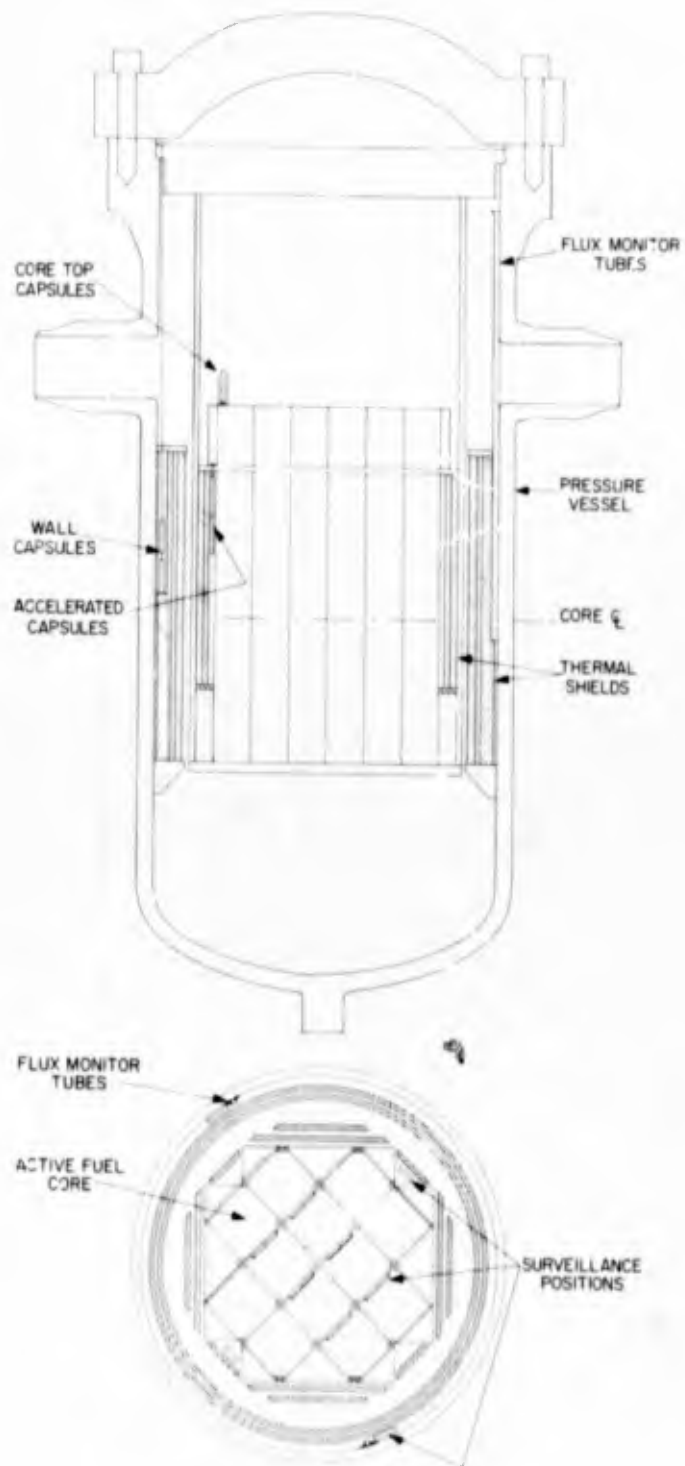 CORE TOP
CAPSULES
FLUX MONITOR
TUBES
PRESSURE
VESSEL
WALL
CAPSULES
ACCELERATED
CAPSULES
CORE ℄
THERMAL
SHIELDS
FLUX MONITOR
TUBES
ACTIVE FUEL
CORE
SURVEILLANCE
POSITIONS